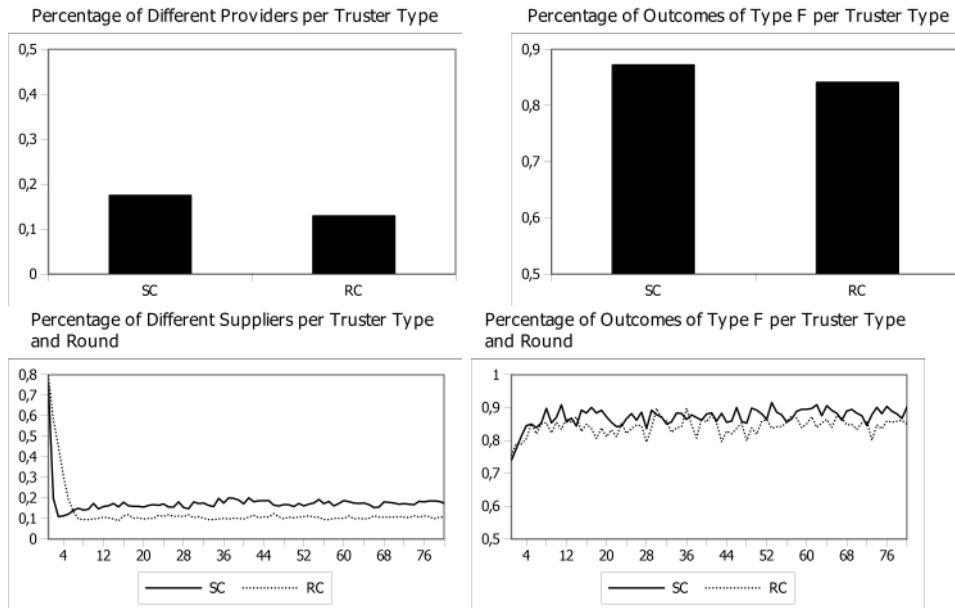 Percentage of Different Providers per Truster Type
0,5
0,4
0,3
0,2
0,1
0
SC RC
Percentage of Outcomes of Type F per Truster Type
0,9
0,8
0,7
0,6
0,5
SC RC
Percentage of Different Suppliers per Truster Type
and Round
0,8
0,7
0,6
0,5
0,4
0,3
0,2
0,1
0
4 12 20 28 36 44 52 60 68 76
SC RC
Percentage of Outcomes of Type F per Truster Type
and Round
1
0,9
0,8
0,7
0,6
0,5
4 12 20 28 36 44 52 60 68 76
SC RC